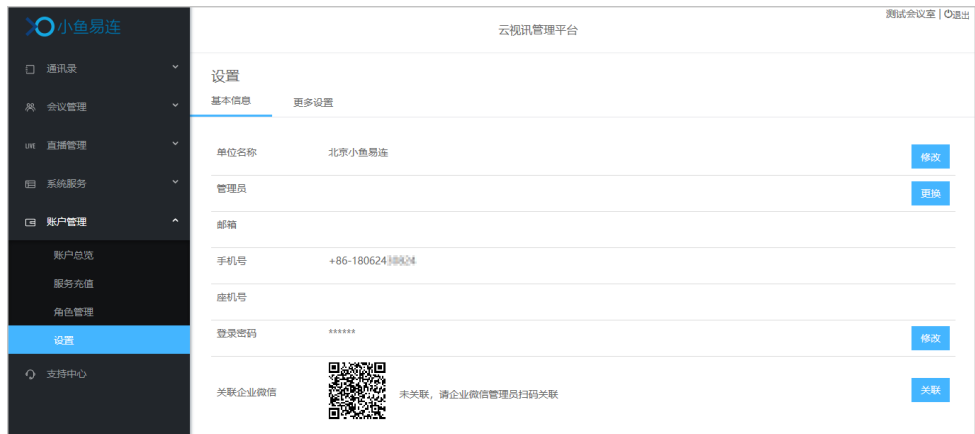 小鱼易连
云视讯管理平台
测试会议室 | 退出
通讯录
会议管理
LIVE 直播管理
系统服务
账户管理
账户总览
服务充值
角色管理
设置
支持中心
设置
基本信息 更多设置
单位名称 北京小鱼易连 修改
管理员 更换
邮箱
手机号 +86-180624
座机号
登录密码 ****** 修改
关联企业微信 未关联，请企业微信管理员扫码关联 关联